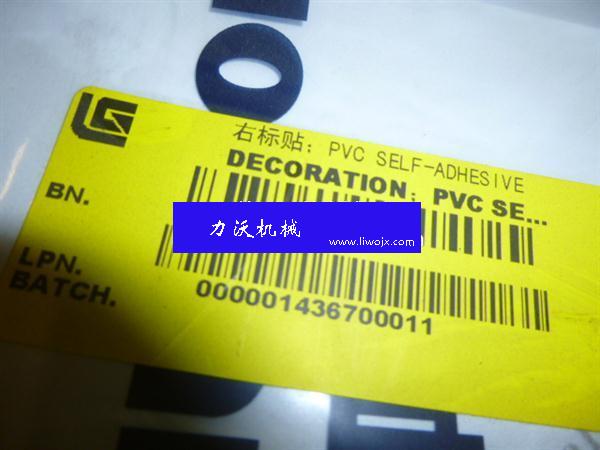 右标贴: PVC SELF-ADHESIVE
DECORATION: PVC SE...
BN.
力沃机械
www.liwojx.com
LPN.
BATCH.
000001436700011